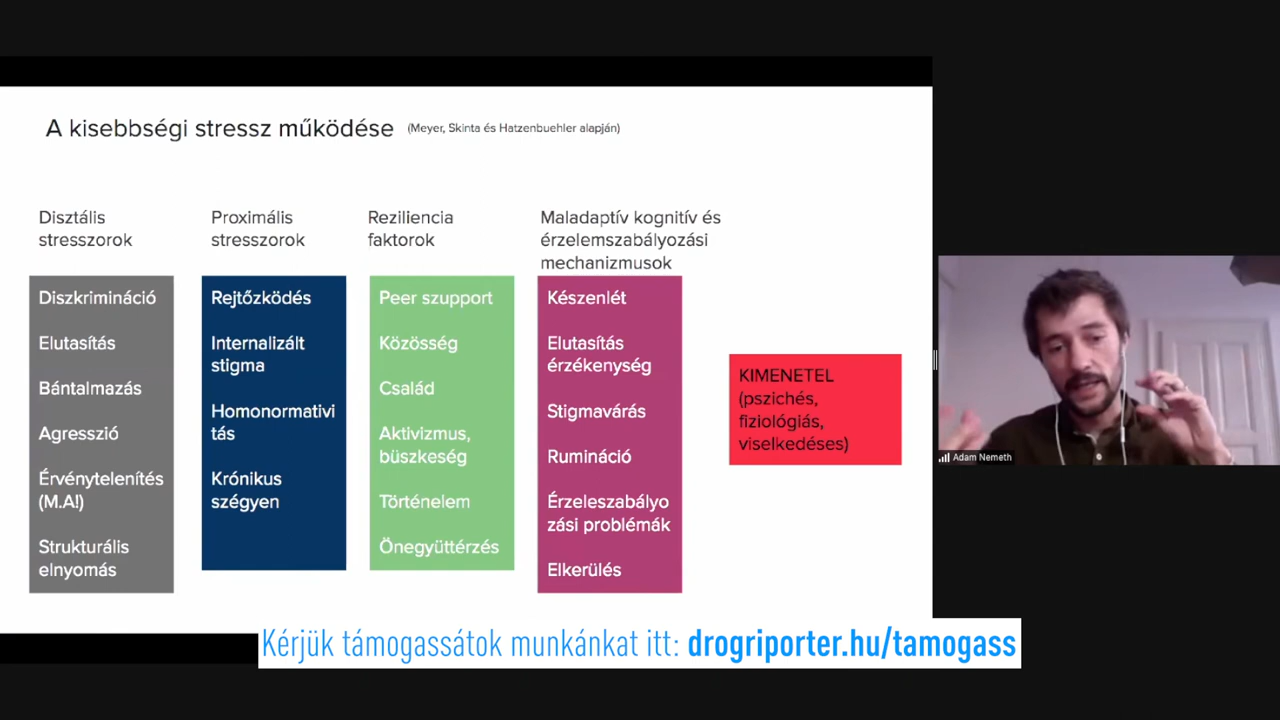 A kisebbségi stressz működése (Meyer, Skinta és Hatzenbuehler alapján)
Disztális
stresszorok
Diszkrimináció
Elutasítás
Bántalmazás
Agresszió
Érvénytelenítés
(M.A!)
Strukturális
elnyomás
Proximális
stresszorok
Rejtőzködés
Internalizált
stigma
Homonormativi
tás
Krónikus
szégyen
Reziliencia
faktorok
Peer szupport
Közösség
Család
Aktivizmus,
büszkeség
Történelem
Önegyüttérzés
Maladaptív kognitív és
érzelemszabályozási
mechanizmusok
Készenlét
Elutasítás
érzékenység
Stigmavárás
Rumináció
Érzeleszabályo
zási problémák
Elkerülés
KIMENETEL
(pszichés,
fiziológiás,
viselkedéses)
Adam Nemeth
Kérjük támogassátok munkánkat itt: drogriporter.hu/tamogass